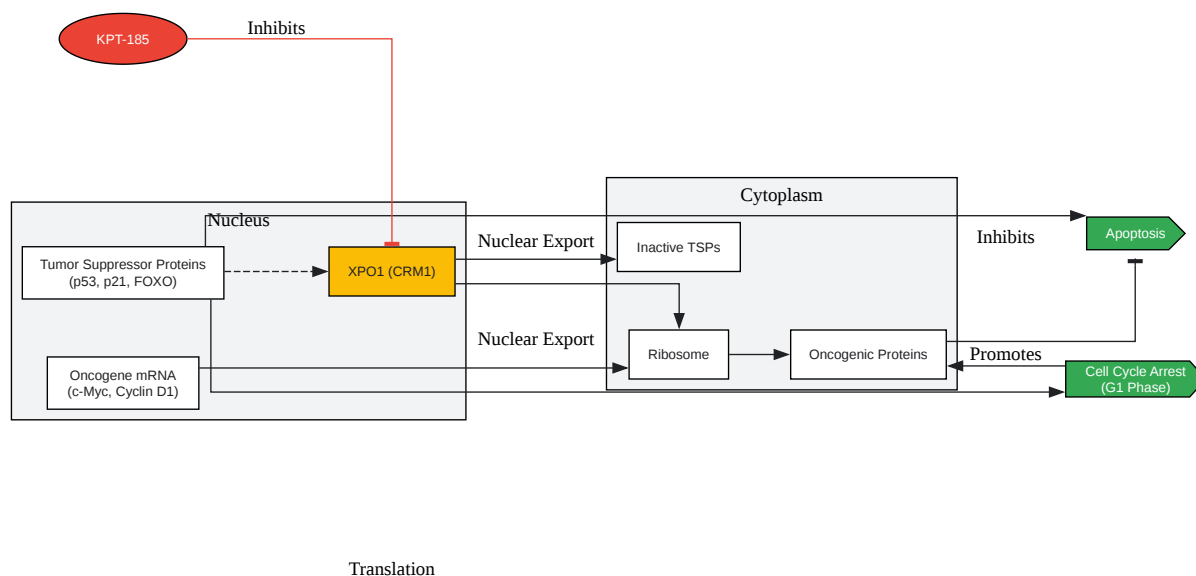 Inhibits
KPT-185
Cytoplasm
Nucleus
Nuclear Export
Inactive TSPs
Inhibits
Apoptosis
Tumor Suppressor Proteins
(p53, p21, FOXO)
XPO1 (CRM1)
Nuclear Export
Ribosome
Oncogenic Proteins
Promotes
Oncogene mRNA
(c-Myc, Cyclin D1)
Cell Cycle Arrest
(G1 Phase)
Translation